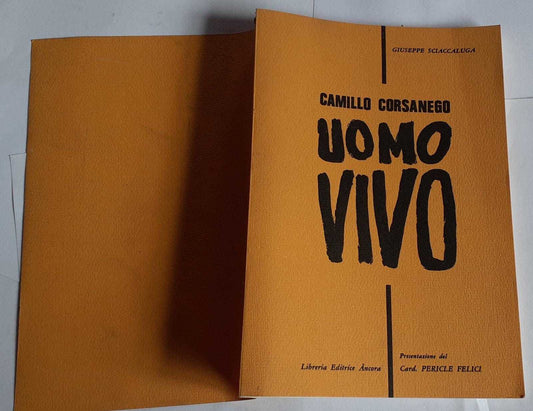 GIUSEPPE SCIACCALUGA
CAMILLO CORSANEGO
UOMO
VIVO
Libreria Editrice Àncora
Presentazione del
Card. PERICLE FELICI